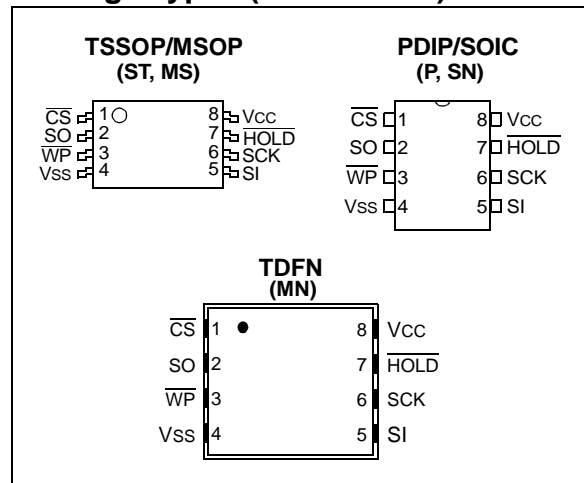 TSSOP/MSOP
(ST, MS)
CS 1 8 VCC
SO 2 7 HOLD
WP 3 6 SCK
VSS 4 5 SI
PDIP/SOIC
(P, SN)
CS 1 8 VCC
SO 2 7 HOLD
WP 3 6 SCK
VSS 4 5 SI
TDFN
(MN)
CS 1 8 VCC
SO 2 7 HOLD
WP 3 6 SCK
VSS 4 5 SI